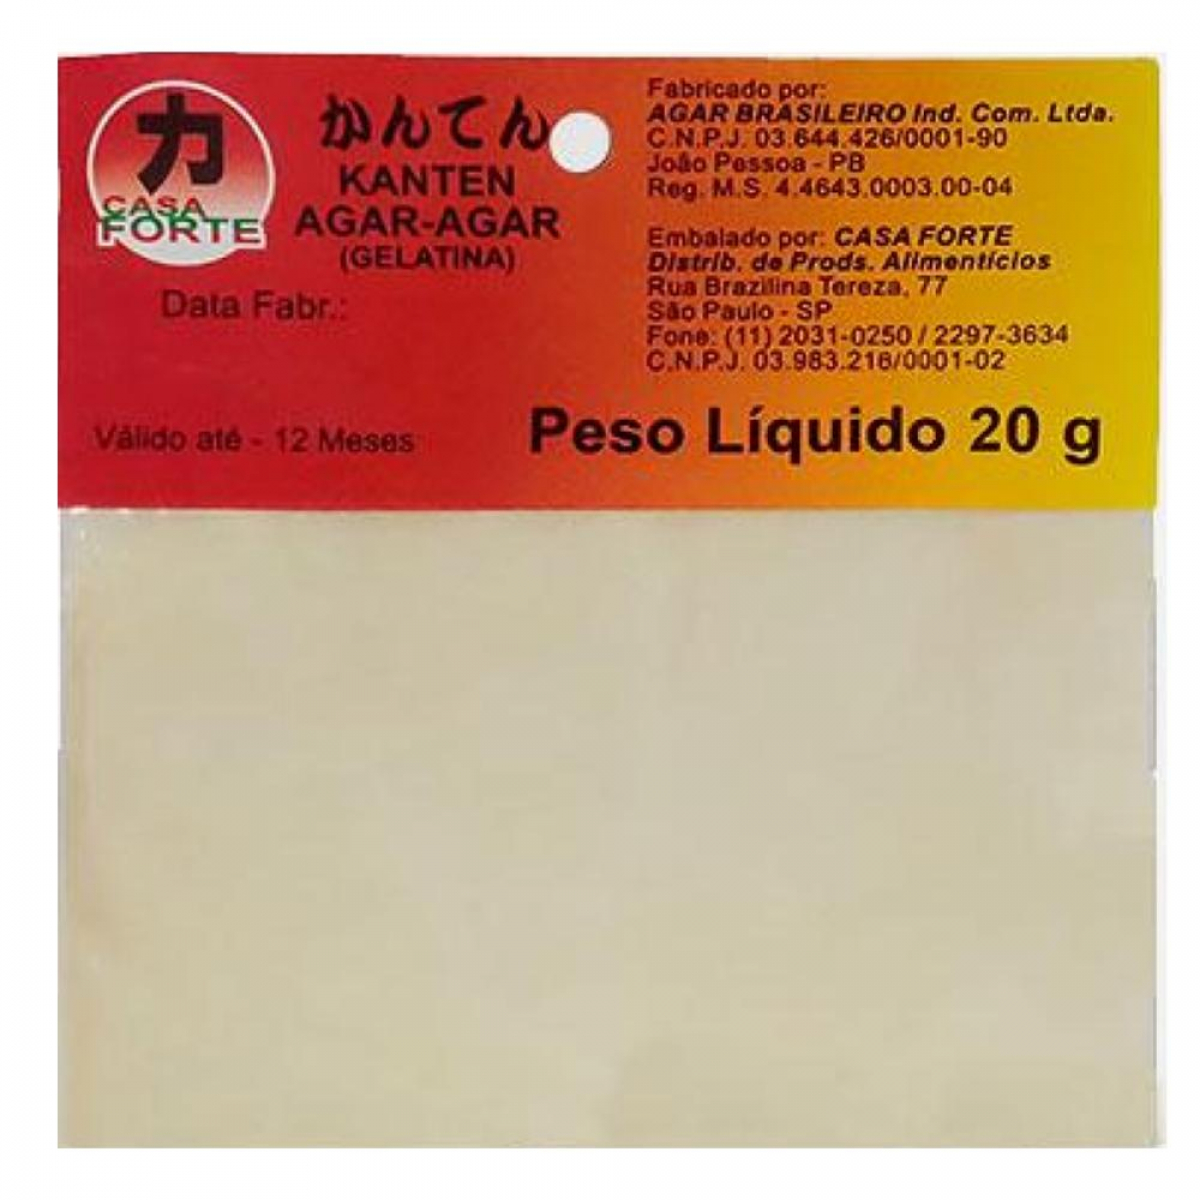 力
CASA
FORTE
かんてん
KANTEN
AGAR-AGAR
(GELATINA)
Data Fabr.:
Válido até - 12 Meses
Fabricado por:
AGAR BRASILEIRO Ind. Com. Ltda.
C.N.P.J. 03.644.426/0001-90
João Pessoa - PB
Reg. M.S. 4.4643.0003.00-04
Embalado por: CASA FORTE
Distrib. de Prods. Alimentícios
Rua Brazilina Tereza, 77
São Paulo - SP
Fone: (11) 2031-0250 / 2297-3634
C.N.P.J. 03.983.216/0001-02
Peso Líquido 20 g